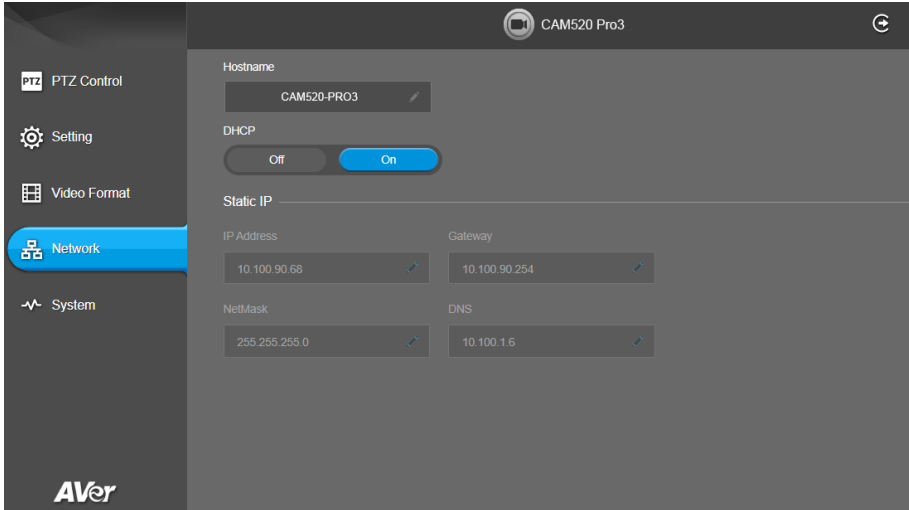 CAM520 Pro3
PTZ PTZ Control
Setting
Video Format
Network
System
AVer
Hostname
CAM520-PRO3
DHCP
Off On
Static IP
IP Address Gateway
10.100.90.68 10.100.90.254
NetMask DNS
255.255.255.0 10.100.1.6